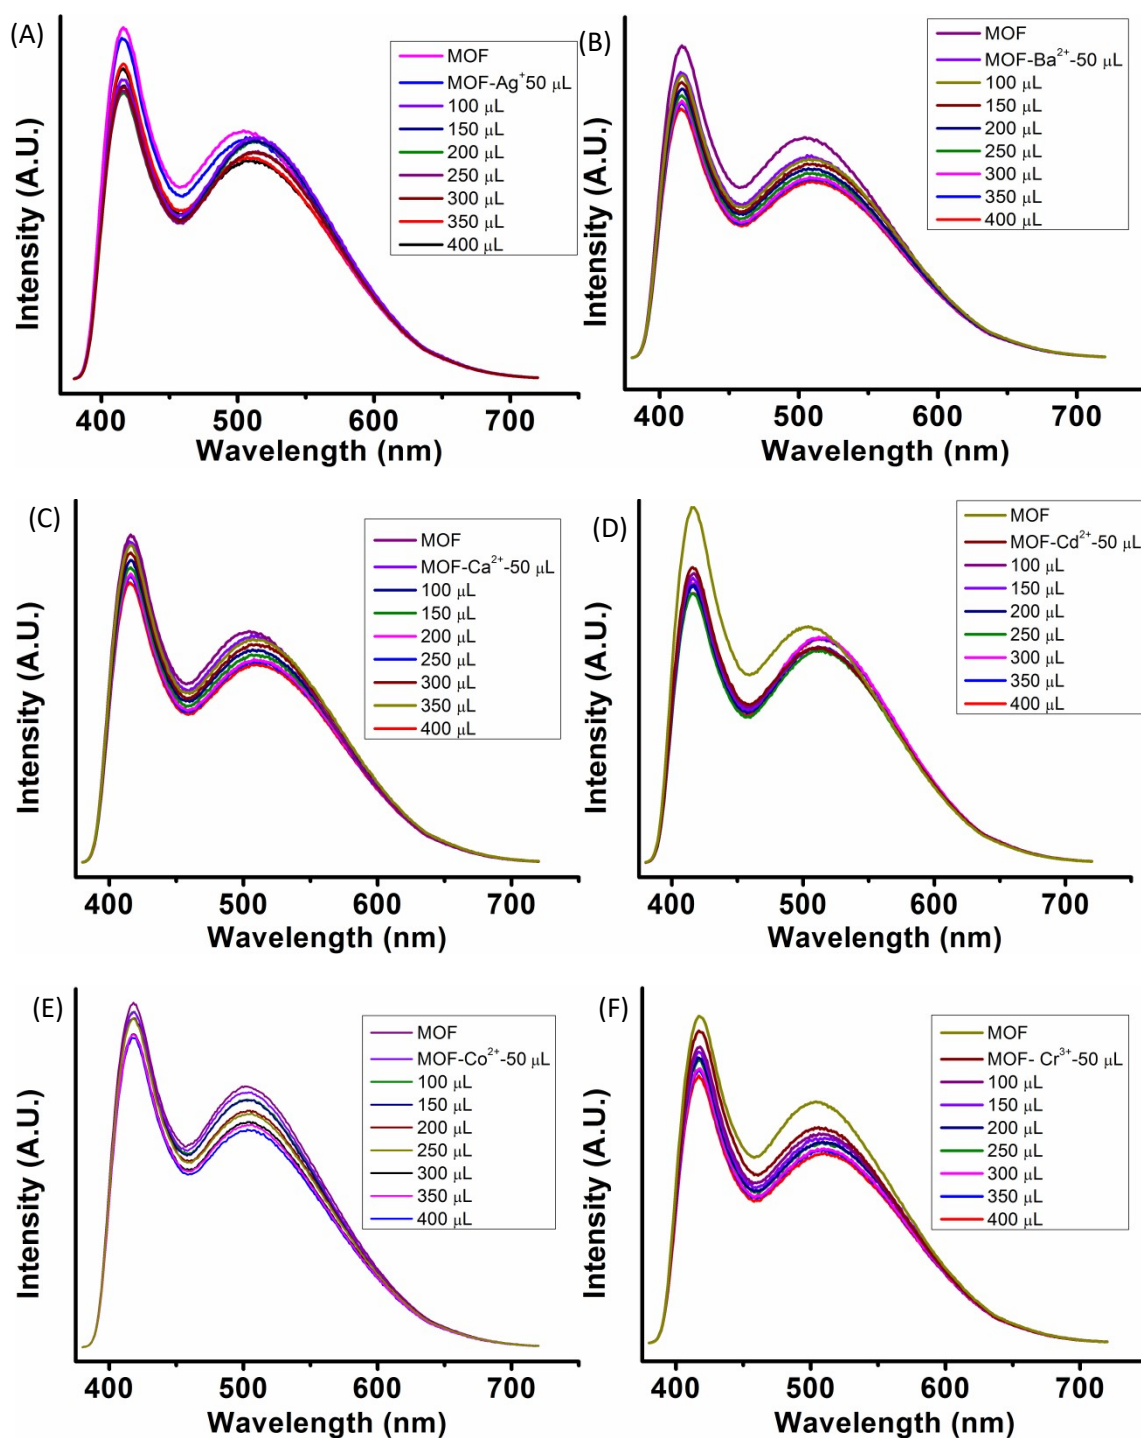 (A)
Intensity (A.U.)
MOF
MOF-Ag⁺50 μL
100 μL
150 μL
200 μL
250 μL
300 μL
350 μL
400 μL
400 500 600 700
Wavelength (nm)
(B)
Intensity (A.U.)
MOF
MOF-Ba²⁺-50 μL
100 μL
150 μL
200 μL
250 μL
300 μL
350 μL
400 μL
400 500 600 700
Wavelength (nm)
(C)
Intensity (A.U.)
MOF
MOF-Ca²⁺-50 μL
100 μL
150 μL
200 μL
250 μL
300 μL
350 μL
400 μL
400 500 600 700
Wavelength (nm)
(D)
Intensity (A.U.)
MOF
MOF-Cd²⁺-50 μL
100 μL
150 μL
200 μL
250 μL
300 μL
350 μL
400 μL
400 500 600 700
Wavelength (nm)
(E)
Intensity (A.U.)
MOF
MOF-Co²⁺-50 μL
100 μL
150 μL
200 μL
250 μL
300 μL
350 μL
400 μL
400 500 600 700
Wavelength (nm)
(F)
Intensity (A.U.)
MOF
MOF- Cr³⁺-50 μL
100 μL
150 μL
200 μL
250 μL
300 μL
350 μL
400 μL
400 500 600 700
Wavelength (nm)